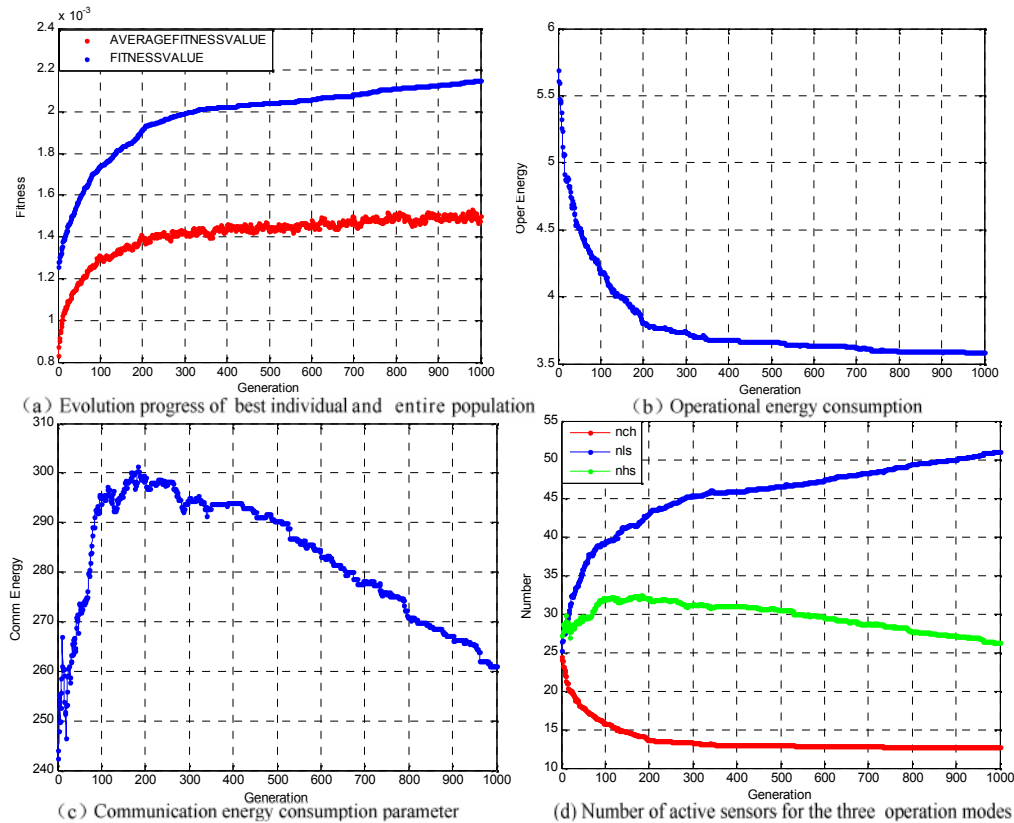 x 10⁻³
2.4
2.2
2
1.8
1.6
1.4
1.2
1
0.8
Fitness
AVERAGEFITNESSVALUE
FITNESSVALUE
0 100 200 300 400 500 600 700 800 900 1000
Generation
(a) Evolution progress of best individual and entire population
6
5.5
5
4.5
4
3.5
Oper Energy
0 100 200 300 400 500 600 700 800 900 1000
Generation
(b) Operational energy consumption
310
300
290
280
270
260
250
240
Comm Energy
0 100 200 300 400 500 600 700 800 900 1000
Generation
(c) Communication energy consumption parameter
55
50
45
40
35
30
25
20
15
10
Number
nch
nls
nhs
0 100 200 300 400 500 600 700 800 900 1000
Generation
(d) Number of active sensors for the three operation modes